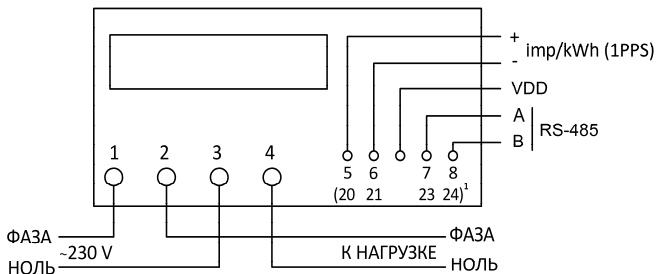 +
imp/kWh (1PPS)
-
VDD
A
RS-485
B
1 2 3 4
5 6 7 8
(20 21 23 24)¹
ФАЗА ФАЗА
~230 V К НАГРУЗКЕ
НОЛЬ НОЛЬ